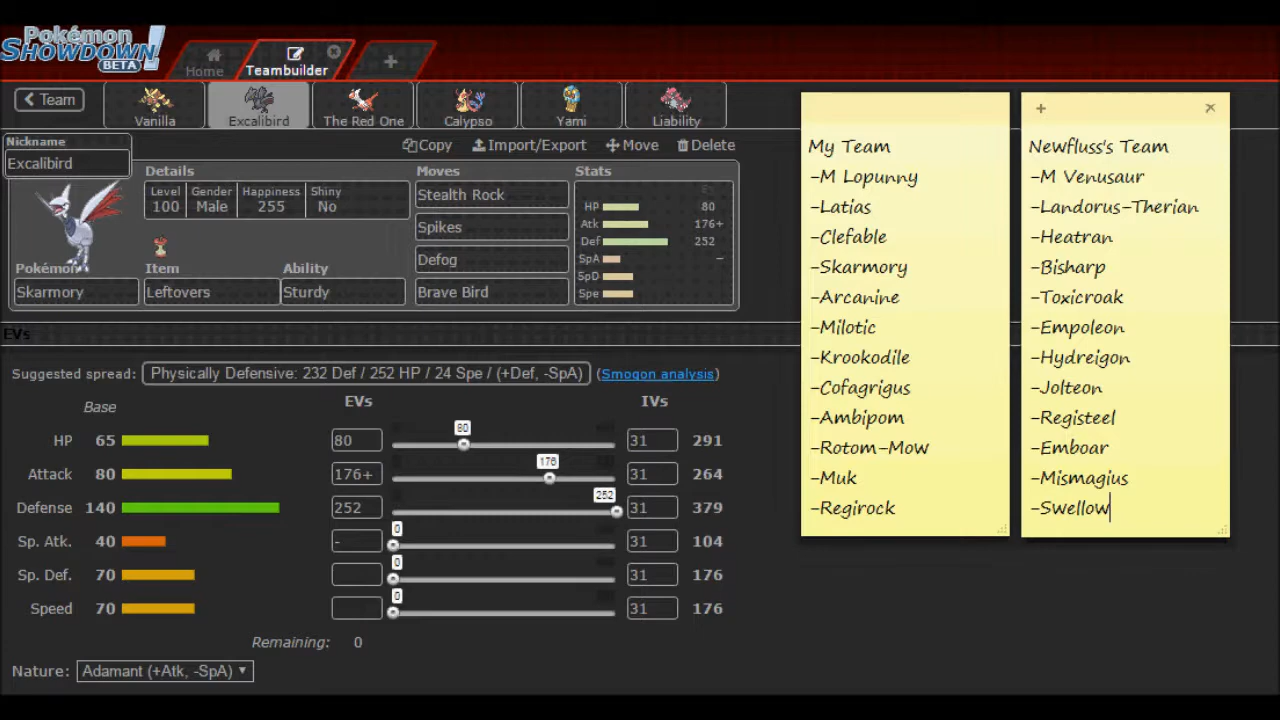 Pokémon
SHOWDOWN!
BETA
Home
Teambuilder
+
Team
Vanilla
Excalibird
The Red One
Calypso
Yami
Liability
Nickname
Excalibird
Copy
Import/Export
Move
Delete
Details
Level
100
Gender
Male
Happiness
255
Shiny
No
Pokémon
Skarmory
Item
Leftovers
Ability
Sturdy
Moves
Stealth Rock
Spikes
Defog
Brave Bird
Stats
EV
HP 80
Atk 176+
Def 252
SpA –
SpD
Spe
EVs
Suggested spread: Physically Defensive: 232 Def / 252 HP / 24 Spe / (+Def, -SpA) (Smogon analysis)
Base EVs IVs
HP 65 80 80 31 291
Attack 80 176+ 176 31 264
Defense 140 252 252 31 379
Sp. Atk. 40 - 0 31 104
Sp. Def. 70 0 31 176
Speed 70 0 31 176
Remaining: 0
Nature: Adamant (+Atk, -SpA)
My Team
-M Lopunny
-Latias
-Clefable
-Skarmory
-Arcanine
-Milotic
-Krookodile
-Cofagrigus
-Ambipom
-Rotom-Mow
-Muk
-Regirock
+ ×
Newfluss's Team
-M Venusaur
-Landorus-Therian
-Heatran
-Bisharp
-Toxicroak
-Empoleon
-Hydreigon
-Jolteon
-Registeel
-Emboar
-Mismagius
-Swellow